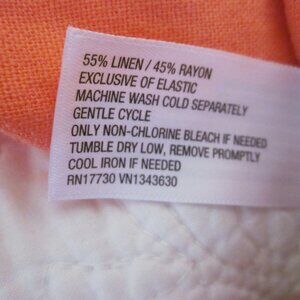 55% LINEN / 45% RAYON
EXCLUSIVE OF ELASTIC
MACHINE WASH COLD SEPARATELY
GENTLE CYCLE
ONLY NON-CHLORINE BLEACH IF NEEDED
TUMBLE DRY LOW, REMOVE PROMPTLY
COOL IRON IF NEEDED
RN17730 VN1343630